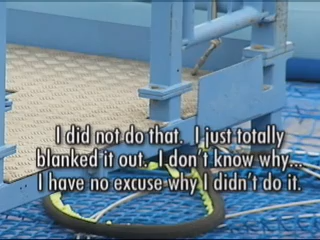 I did not do that. I just totally
blanked it out. I don't know why...
I have no excuse why I didn't do it.